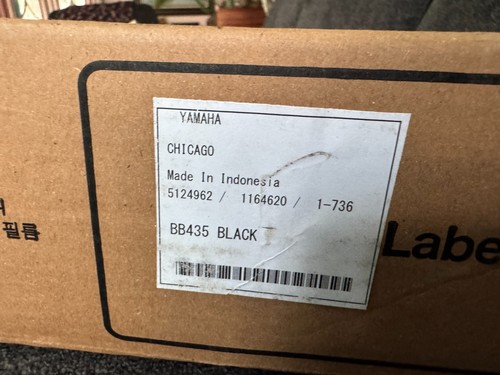 YAMAHA
CHICAGO
Made In Indonesia
5124962 / 1164620 / 1-736
BB435 BLACK
Labe
필름